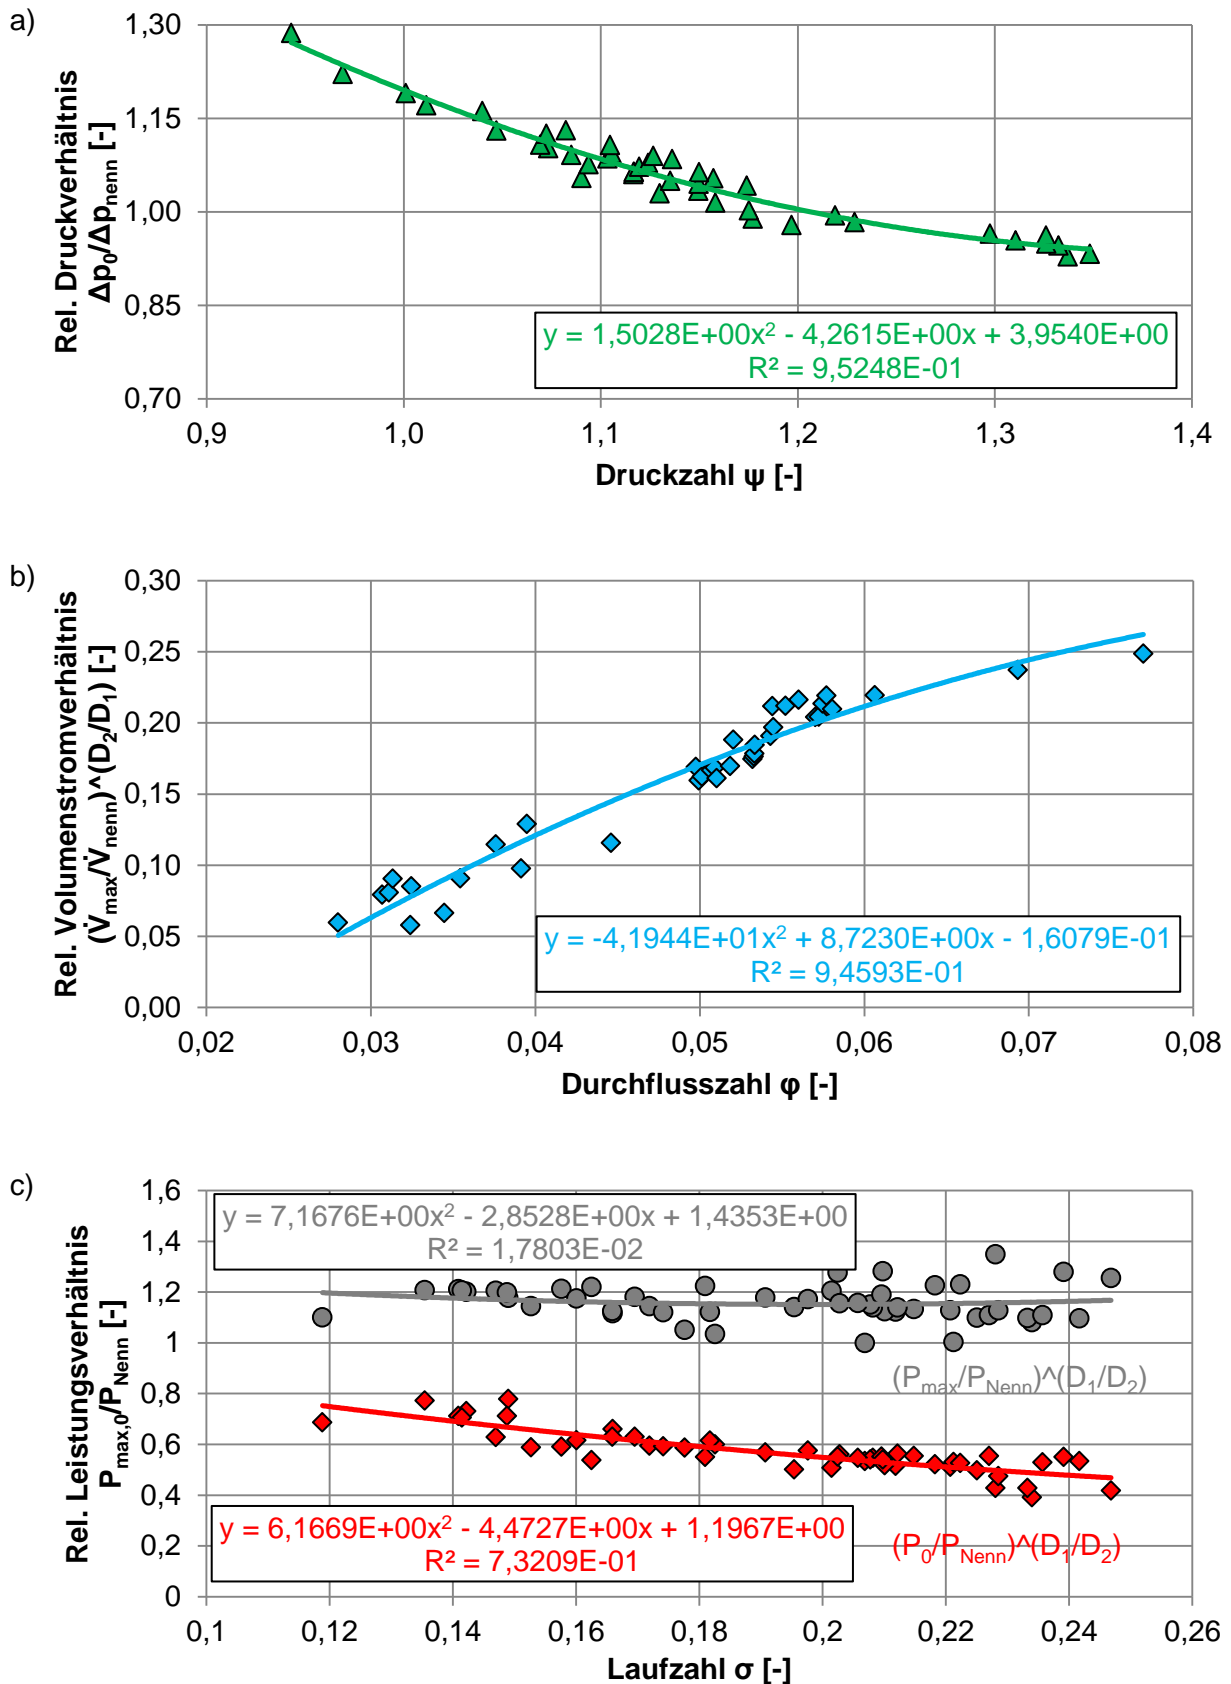 a)
Rel. Druckverhältnis
Δp₀/Δpₙₑₙₙ [-]
1,30
1,15
1,00
0,85
0,70
y = 1,5028E+00x² - 4,2615E+00x + 3,9540E+00
R² = 9,5248E-01
0,9 1,0 1,1 1,2 1,3 1,4
Druckzahl ψ [-]
b)
Rel. Volumenstromverhältnis
(V̇ₘₐₓ/V̇ₙₑₙₙ)^(D₂/D₁) [-]
0,30
0,25
0,20
0,15
0,10
0,05
0,00
y = -4,1944E+01x² + 8,7230E+00x - 1,6079E-01
R² = 9,4593E-01
0,02 0,03 0,04 0,05 0,06 0,07 0,08
Durchflusszahl φ [-]
c)
Rel. Leistungsverhältnis
Pₘₐₓ,₀/P_Nenn [-]
1,6
1,4
1,2
1
0,8
0,6
0,4
0,2
0
y = 7,1676E+00x² - 2,8528E+00x + 1,4353E+00
R² = 1,7803E-02
(Pₘₐₓ/P_Nenn)^(D₁/D₂)
y = 6,1669E+00x² - 4,4727E+00x + 1,1967E+00
R² = 7,3209E-01
(P₀/P_Nenn)^(D₁/D₂)
0,1 0,12 0,14 0,16 0,18 0,2 0,22 0,24 0,26
Laufzahl σ [-]